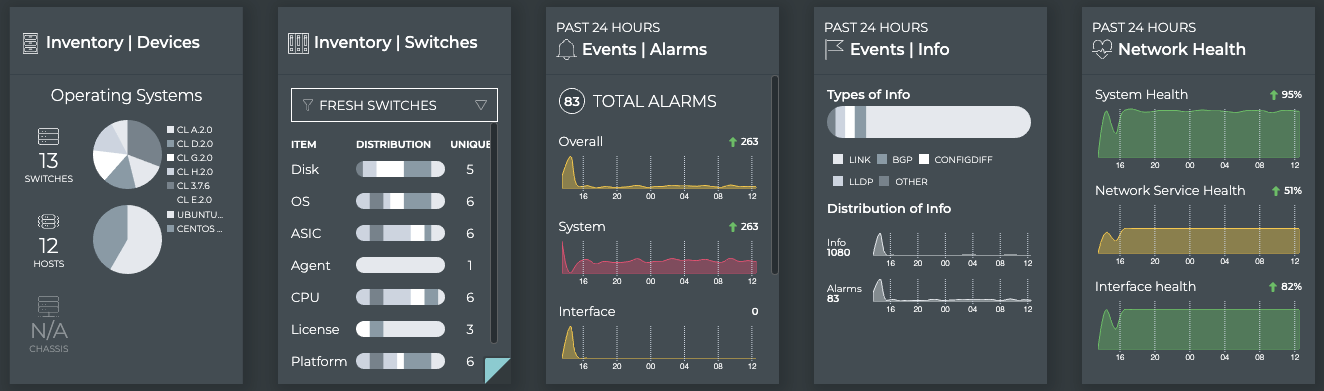 Inventory | Devices
Operating Systems
13
SWITCHES
CL A.2.0
CL D.2.0
CL G.2.0
CL H.2.0
CL 3.7.6
CL E.2.0
UBUNTU...
CENTOS ...
12
HOSTS
N/A
CHASSIS
Inventory | Switches
FRESH SWITCHES
ITEM DISTRIBUTION UNIQUE
Disk 5
OS 6
ASIC 6
Agent 1
CPU 6
License 3
Platform 6
PAST 24 HOURS
Events | Alarms
83 TOTAL ALARMS
Overall 263
16 20 00 04 08 12
System 263
16 20 00 04 08 12
Interface 0
16 20 00 04 08 12
PAST 24 HOURS
Events | Info
Types of Info
LINK BGP CONFIGDIFF
LLDP OTHER
Distribution of Info
Info
1080
16 20 00 04 08 12
Alarms
83
16 20 00 04 08 12
PAST 24 HOURS
Network Health
System Health 95%
16 20 00 04 08 12
Network Service Health 51%
16 20 00 04 08 12
Interface health 82%
16 20 00 04 08 12